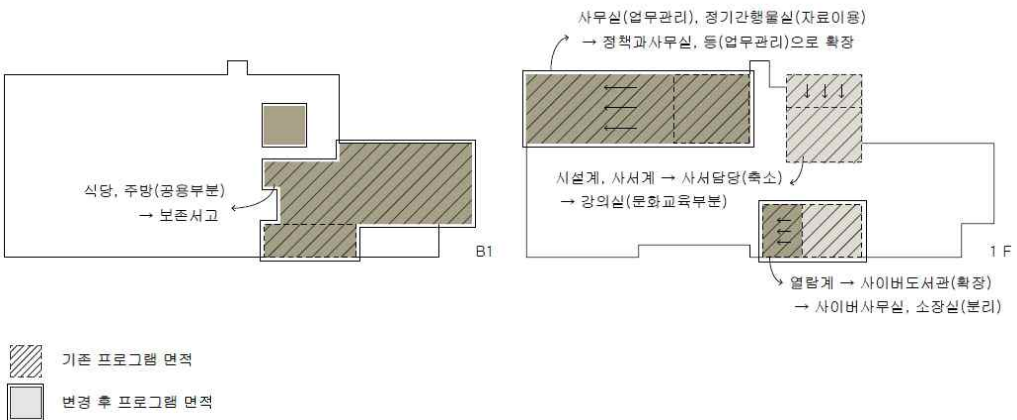 사무실(업무관리), 정기간행물실(자료이용)
→ 정책과사무실, 등(업무관리)으로 확장
식당, 주방(공용부분)
→ 보존서고
B1
시설계, 사서계 → 사서담당(축소)
→ 강의실(문화교육부분)
1 F
열람계 → 사이버도서관(확장)
→ 사이버사무실, 소장실(분리)
기존 프로그램 면적
변경 후 프로그램 면적